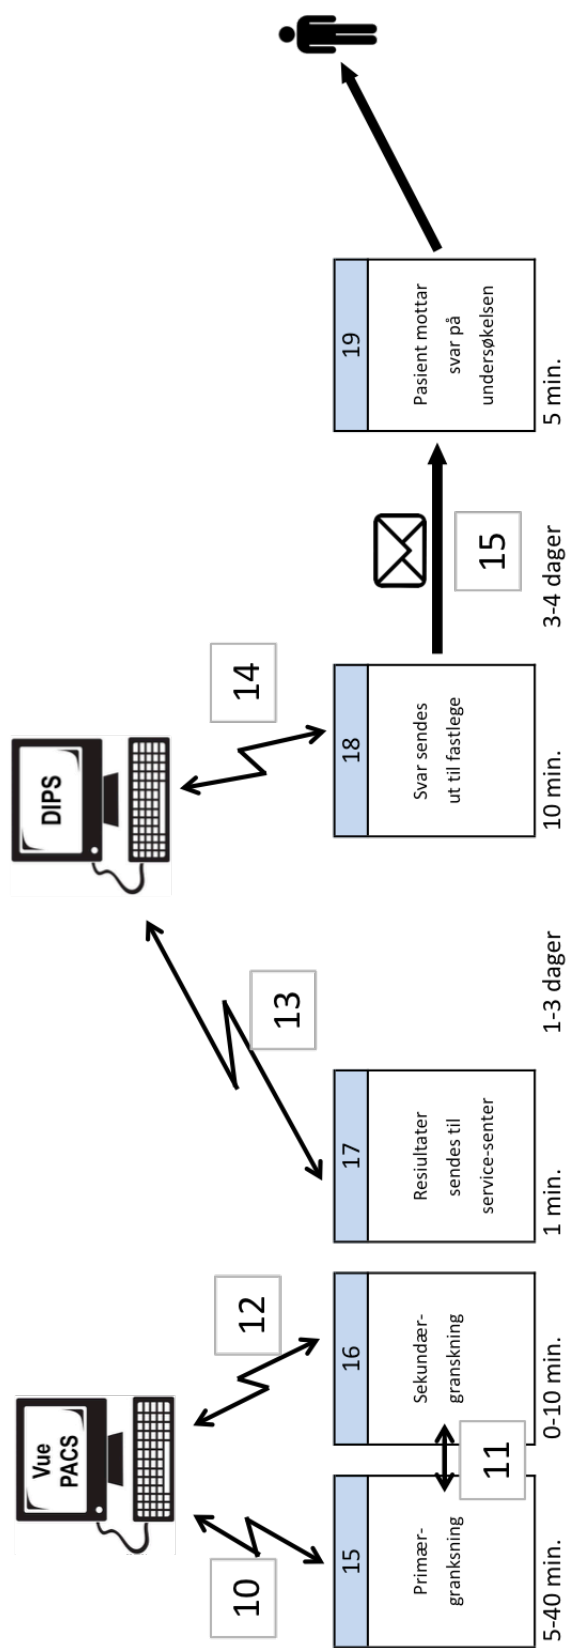 Vue
PACS
DIPS
10
12
13
14
15
Primær-
granksning
5-40 min.
11
16
Sekundær-
granskning
0-10 min.
17
Resiultater
sendes til
service-senter
1 min.
1-3 dager
18
Svar sendes
ut til fastlege
10 min.
15
3-4 dager
19
Pasient mottar
svar på
undersøkelsen
5 min.